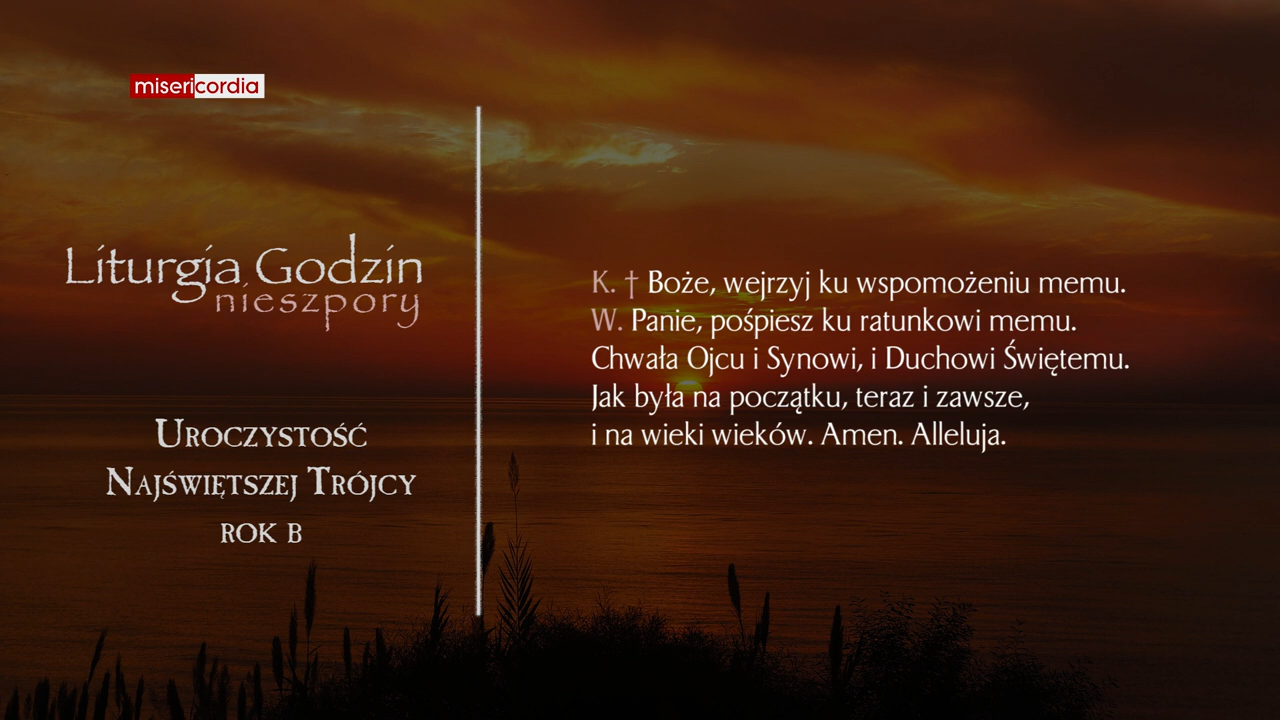 misericordia
Liturgia Godzin
nieszpory
Uroczystość
Najświętszej Trójcy
rok b
K. † Boże, wejrzyj ku wspomożeniu memu.
W. Panie, pośpiesz ku ratunkowi memu.
Chwała Ojcu i Synowi, i Duchowi Świętemu.
Jak była na początku, teraz i zawsze,
i na wieki wieków. Amen. Alleluja.